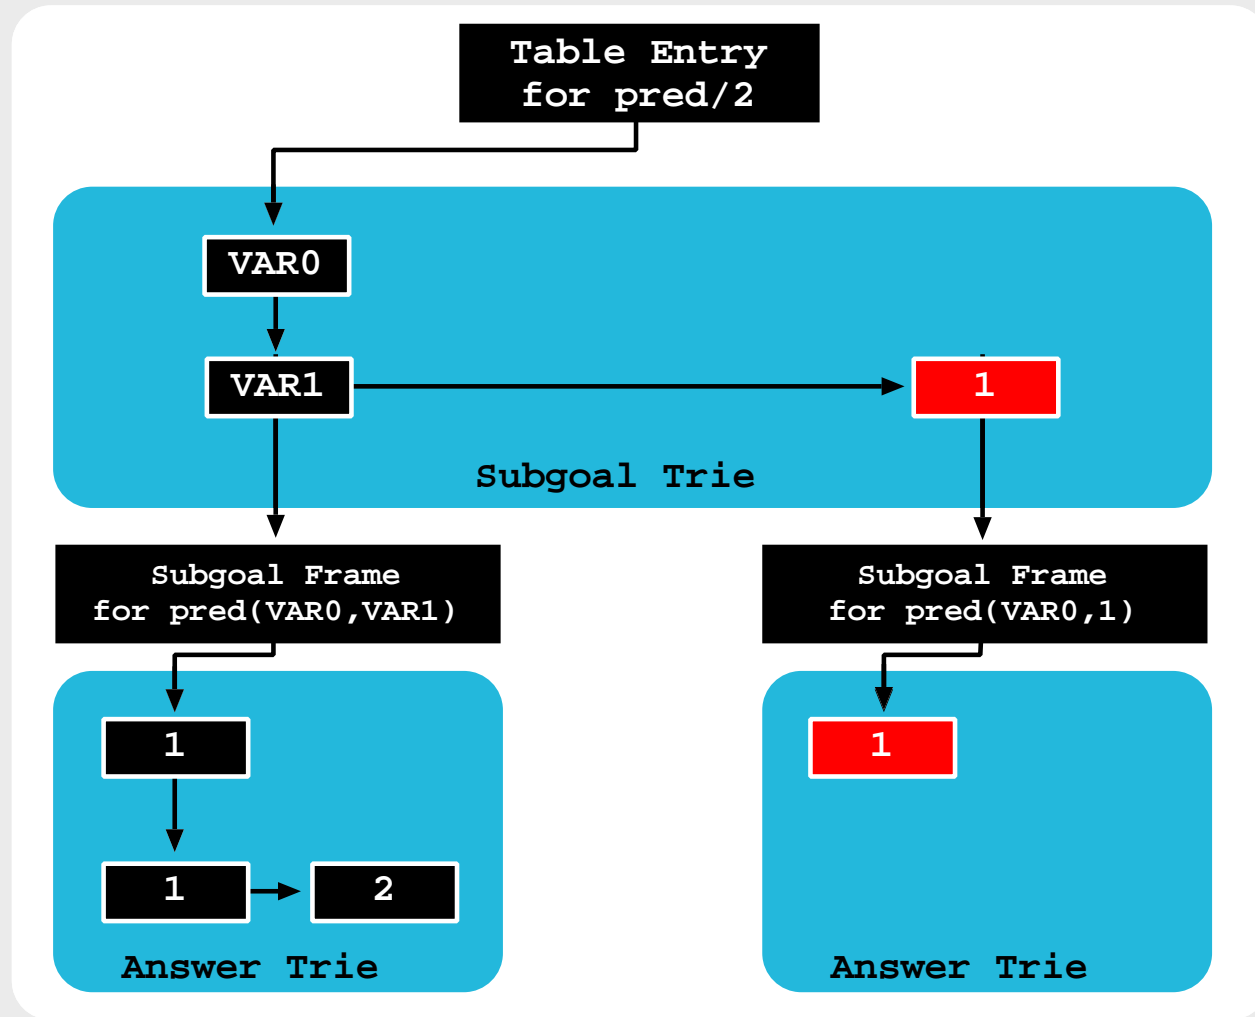 Table Entry
for pred/2
VAR0
VAR1
1
Subgoal Trie
Subgoal Frame
for pred(VAR0,VAR1)
Subgoal Frame
for pred(VAR0,1)
1
1
2
Answer Trie
1
Answer Trie